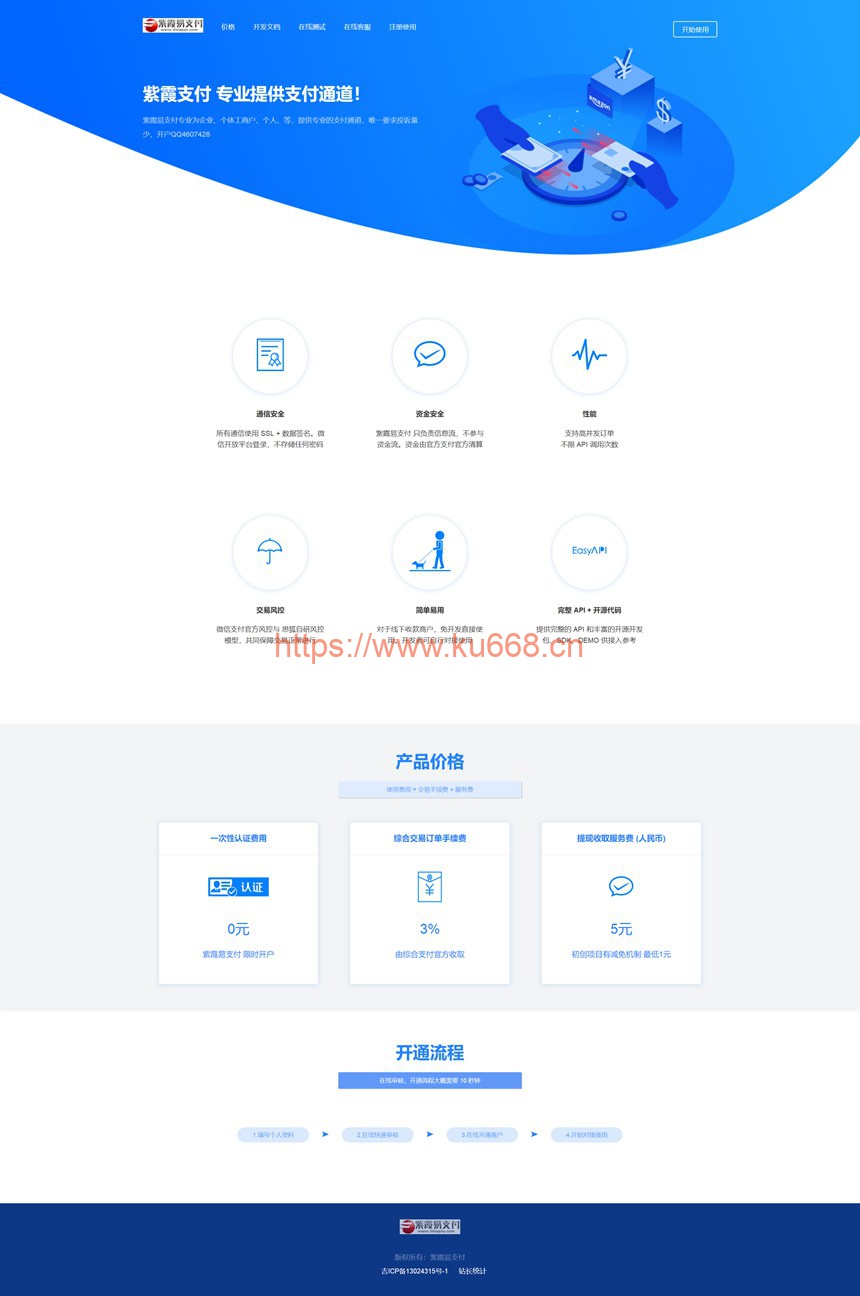 紫霞易支付
价格
开发文档
在线测试
在线客服
注册使用
开始使用
紫霞支付 专业提供支付通道！
紫霞易支付专业为企业、个体工商户、个人、等，提供专业的支付通道，唯一要求投诉量
少，开户QQ4607428
amazon
通信安全
资金安全
性能
所有通信使用 SSL + 数据签名。微
信开放平台登录，不存储任何密码
紫霞易支付 只负责信息流，不参与
资金流。资金由官方支付官方清算
支持高并发订单
不限 API 调用次数
EasyAPI
交易风控
简单易用
完整 API + 开源代码
微信支付官方风控与 思狐自研风控
模型，共同保障交易正常进行
对于线下收款商户，免开发直接使
用。开发者可自行对接使用
提供完整的 API 和丰富的开源开发
包，SDK，DEMO 供接入参考
https://www.ku668.cn
产品价格
使用费用 + 交易手续费 + 服务费
一次性认证费用
综合交易订单手续费
提现收取服务费 (人民币)
认证
0元
3%
5元
紫霞易支付 限时开户
由综合支付官方收取
初创项目有减免机制 最低1元
开通流程
在线审核，开通流程大概需要 10 秒钟
1.填写个人资料
2.在线快速审核
3.在线开通商户
4.开始对接使用
紫霞易支付
版权所有：紫霞易支付
吉ICP备13024315号-1
站长统计